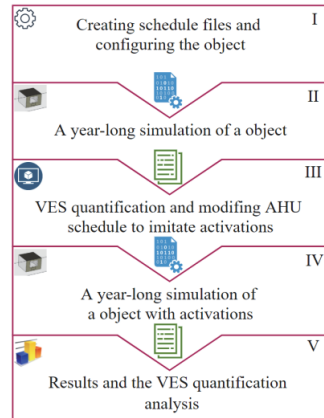 I
Creating schedule files and
configuring the object
II
A year-long simulation of a object
III
VES quantification and modifing AHU
schedule to imitate activations
IV
A year-long simulation of
a object with activations
V
Results and the VES quantification
analysis